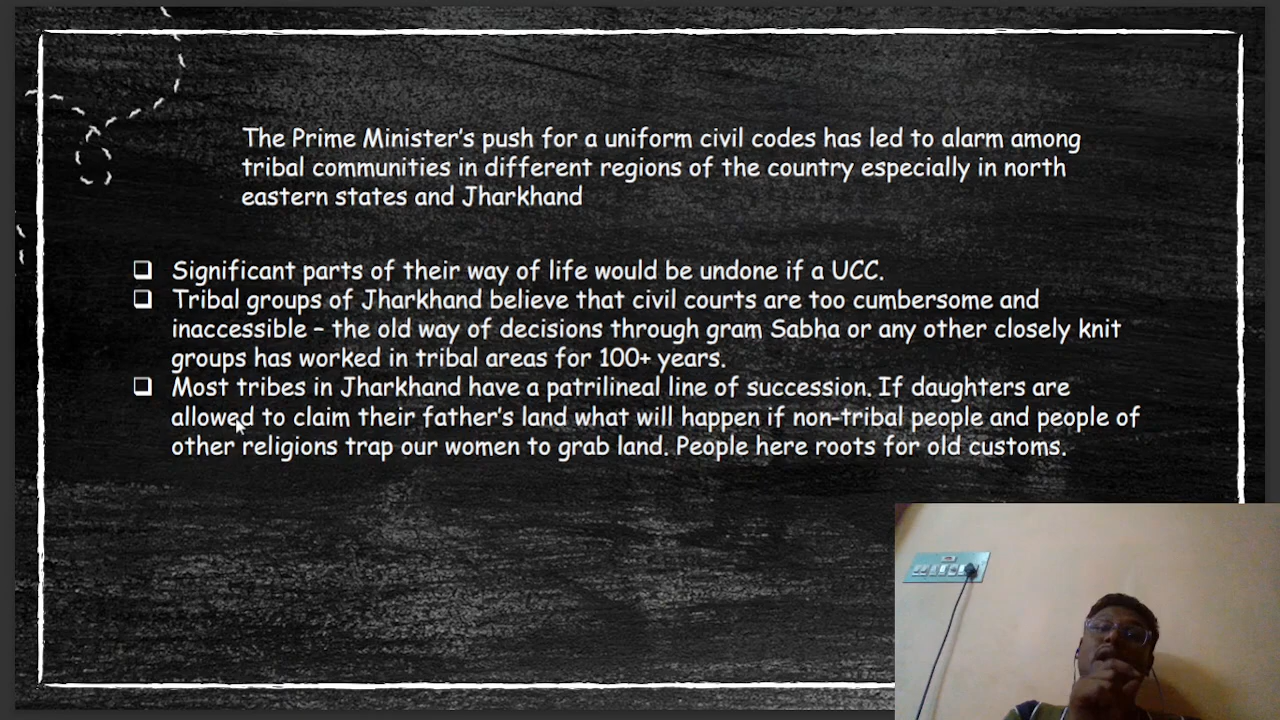 The Prime Minister's push for a uniform civil codes has led to alarm among
tribal communities in different regions of the country especially in north
eastern states and Jharkhand
Significant parts of their way of life would be undone if a UCC.
Tribal groups of Jharkhand believe that civil courts are too cumbersome and
inaccessible – the old way of decisions through gram Sabha or any other closely knit
groups has worked in tribal areas for 100+ years.
Most tribes in Jharkhand have a patrilineal line of succession. If daughters are
allowed to claim their father's land what will happen if non-tribal people and people of
other religions trap our women to grab land. People here roots for old customs.